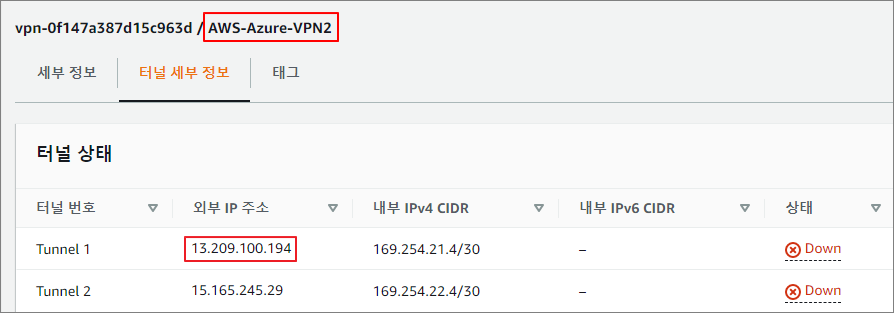 vpn-0f147a387d15c963d / AWS-Azure-VPN2
세부 정보 터널 세부 정보 태그
터널 상태
터널 번호 외부 IP 주소 내부 IPv4 CIDR 내부 IPv6 CIDR 상태
Tunnel 1 13.209.100.194 169.254.21.4/30 – Down
Tunnel 2 15.165.245.29 169.254.22.4/30 – Down